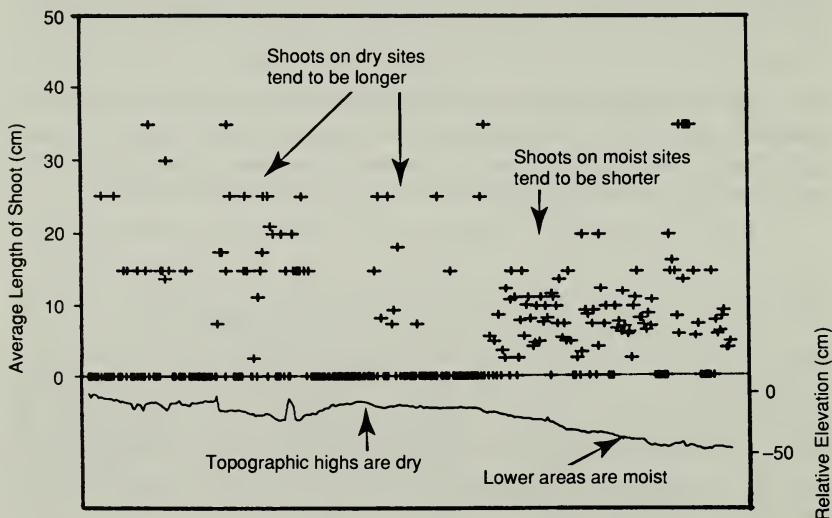 50
40
30
20
10
0
Average Length of Shoot (cm)
Shoots on dry sites
tend to be longer
Shoots on moist sites
tend to be shorter
Topographic highs are dry
Lower areas are moist
0
–50
Relative Elevation (cm)